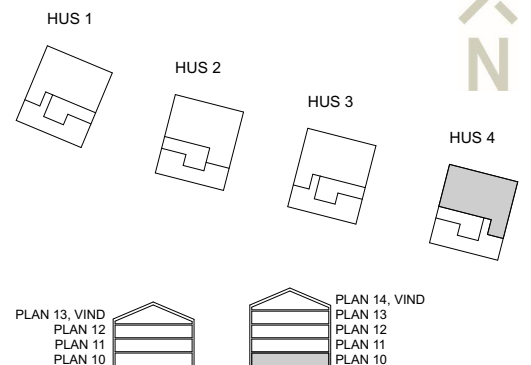 HUS 1
HUS 2
HUS 3
HUS 4
N
PLAN 13, VIND
PLAN 12
PLAN 11
PLAN 10
PLAN 14, VIND
PLAN 13
PLAN 12
PLAN 11
PLAN 10